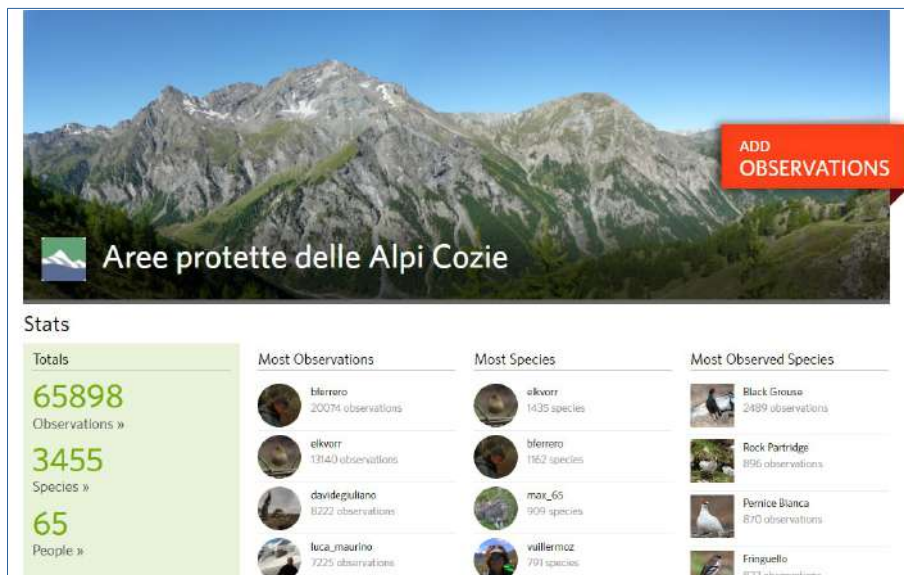 ADD
OBSERVATIONS
Aree protette delle Alpi Cozie
Stats
Totals
65898
Observations »
3455
Species »
65
People »
Most Observations
bferrero
20074 observations
elkvorr
13140 observations
davidegiuliano
8222 observations
luca_maurino
7225 observations
Most Species
elkvorr
1435 species
bferrero
1162 species
max_65
909 species
vuillermoz
791 species
Most Observed Species
Black Grouse
2489 observations
Rock Partridge
896 observations
Pernice Bianca
870 observations
Fringuello
observations